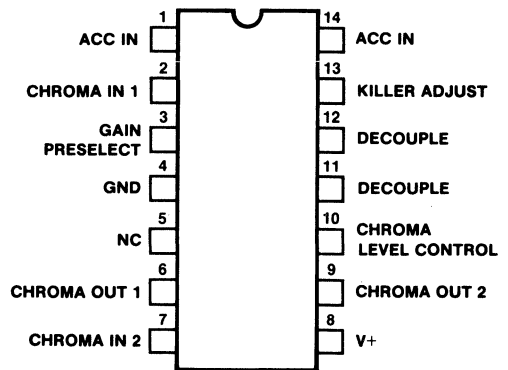 1 14
ACC IN ACC IN
2 13
CHROMA IN 1 KILLER ADJUST
3 12
GAIN
PRESELECT DECOUPLE
4 11
GND DECOUPLE
5 10
NC CHROMA
LEVEL CONTROL
6 9
CHROMA OUT 1 CHROMA OUT 2
7 8
CHROMA IN 2 V+